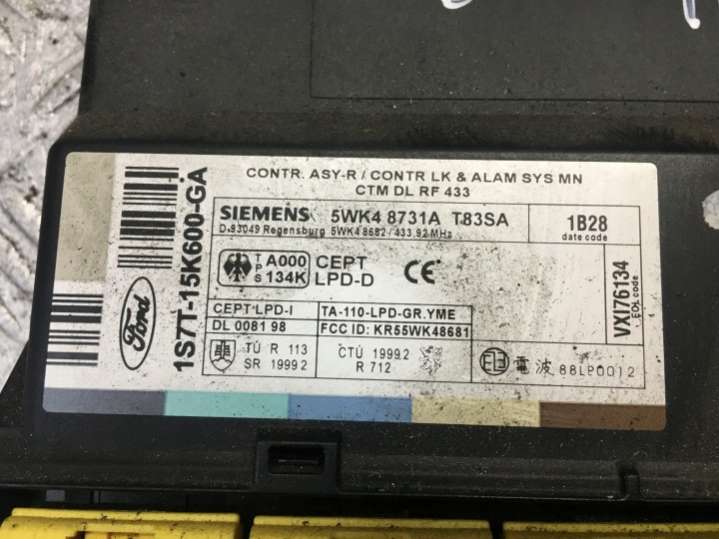 CONTR. ASY-R / CONTR LK & ALAM SYS MN
CTM DL RF 433
SIEMENS 5WK4 8731A T83SA
D-93049 Regensburg 5WK4 8682 / 433,92 MHz
1B28
date code
T P S A000 134K
CEPT
LPD-D
CE
CEPT LPD-I
DL 0081 98
TA-110-LPD-GR.YME
FCC ID: KR55WK48681
TÚ R 113
SR 1999 2
ČTÚ 1999 2
R 712
電波 88LP0012
VXI76134
EOL code
1S7T-15K600-GA
Ford